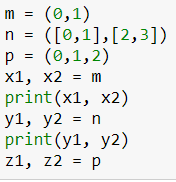 m = (0,1)
n = ([0,1],[2,3])
p = (0,1,2)
x1, x2 = m
print(x1, x2)
y1, y2 = n
print(y1, y2)
z1, z2 = p